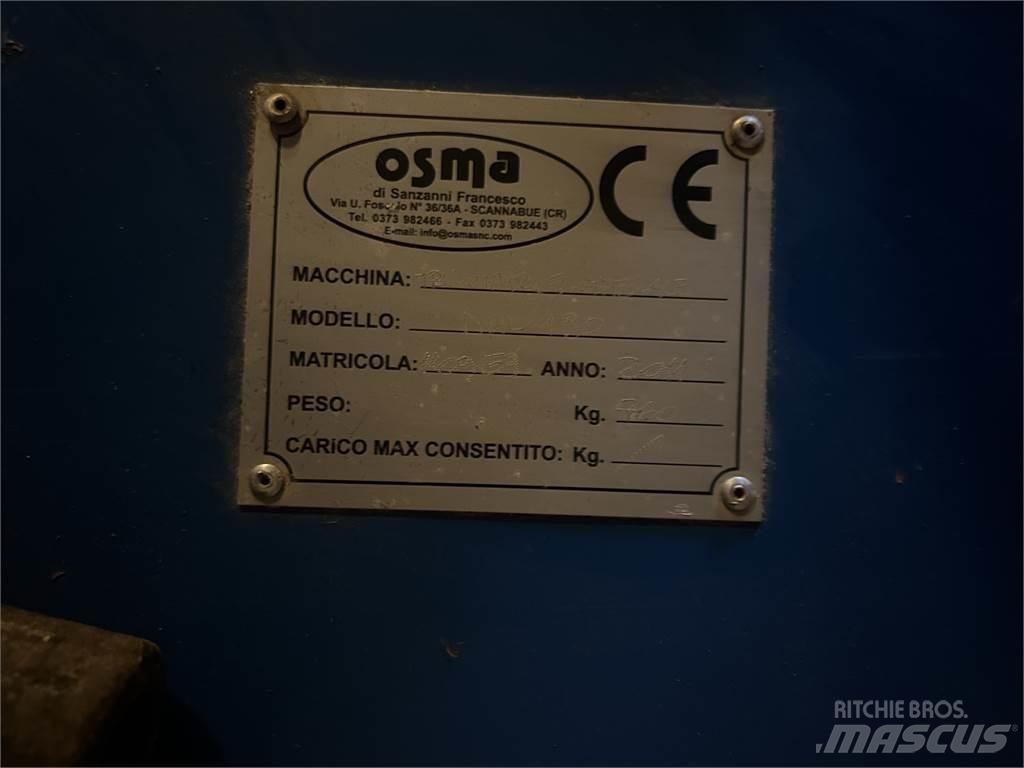 osma
CE
di Sanzanni Francesco
Via U. Foscolo N° 36/36A - SCANNABUE (CR)
Tel. 0373 982466 - Fax 0373 982443
E-mail: info@osmasnc.com
MACCHINA:
MODELLO:
MATRICOLA: ANNO:
PESO: Kg.
CARICO MAX CONSENTITO: Kg.
RITCHIE BROS.
MASCUS